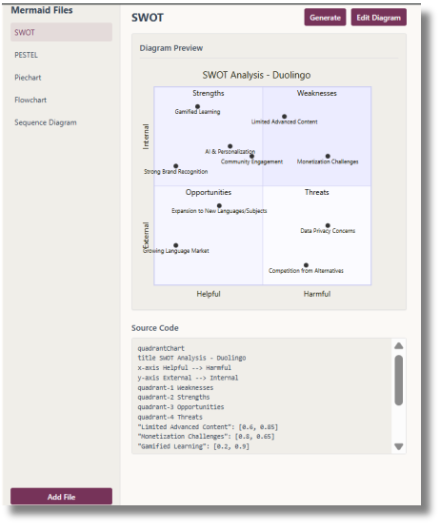 Mermaid Files
SWOT
PESTEL
Piechart
Flowchart
Sequence Diagram
Add File
SWOT
Generate
Edit Diagram
Diagram Preview
SWOT Analysis - Duolingo
Strengths
Weaknesses
Gamified Learning
Limited Advanced Content
Internal
AI & Personalization
Community Engagement
Monetization Challenges
Strong Brand Recognition
Opportunities
Threats
Expansion to New Languages/Subjects
Data Privacy Concerns
External
Growing Language Market
Competition from Alternatives
Helpful
Harmful
Source Code
quadrantChart
title SWOT Analysis - Duolingo
x-axis Helpful --> Harmful
y-axis External --> Internal
quadrant-1 Weaknesses
quadrant-2 Strengths
quadrant-3 Opportunities
quadrant-4 Threats
"Limited Advanced Content": [0.6, 0.85]
"Monetization Challenges": [0.8, 0.65]
"Gamified Learning": [0.2, 0.9]